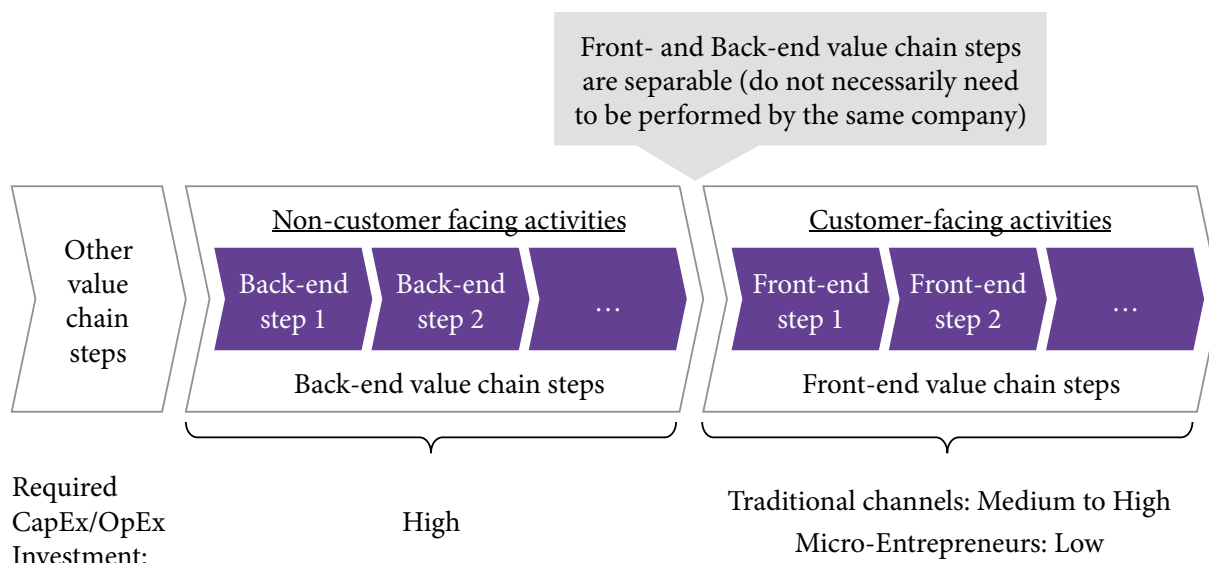 Front- and Back-end value chain steps
are separable (do not necessarily need
to be performed by the same company)
Other
value
chain
steps
Non-customer facing activities
Back-end
step 1
Back-end
step 2
…
Back-end value chain steps
Customer-facing activities
Front-end
step 1
Front-end
step 2
…
Front-end value chain steps
Required
CapEx/OpEx
Investment:
High
Traditional channels: Medium to High
Micro-Entrepreneurs: Low